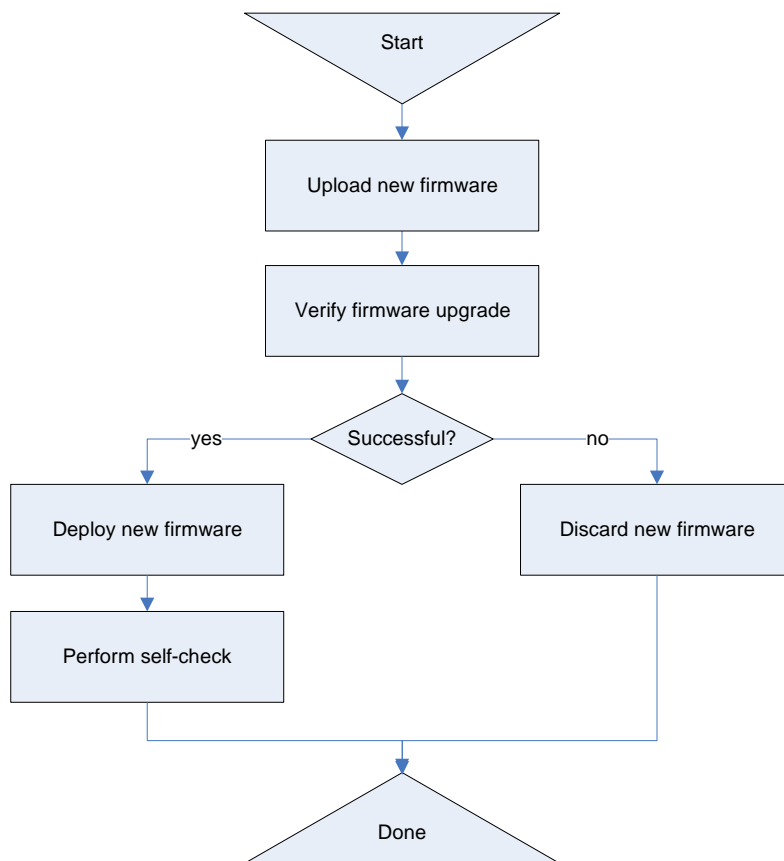 Start
Upload new firmware
Verify firmware upgrade
Successful?
yes
no
Deploy new firmware
Discard new firmware
Perform self-check
Done